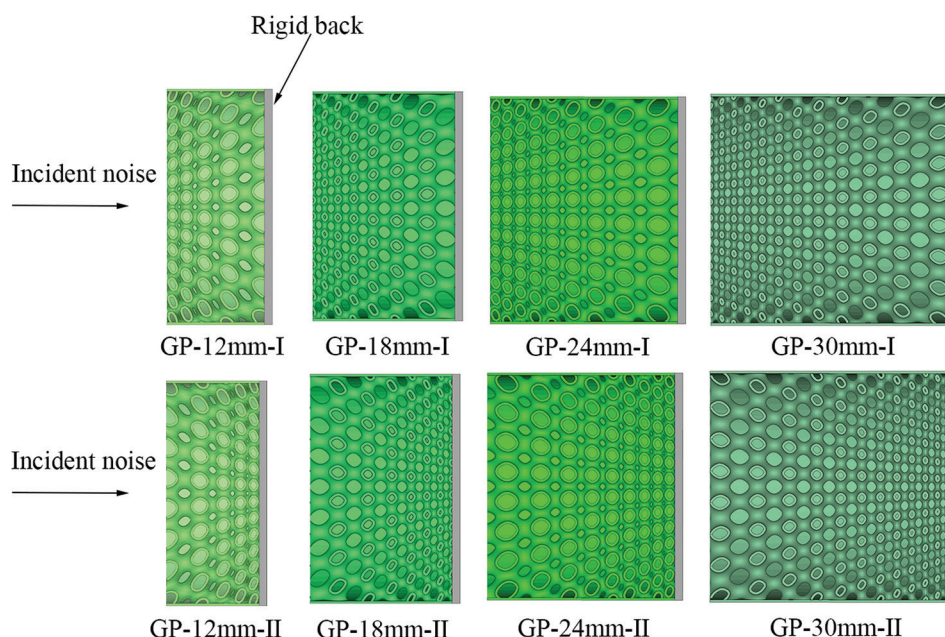 Rigid back
Incident noise
GP-12mm-I
GP-18mm-I
GP-24mm-I
GP-30mm-I
Incident noise
GP-12mm-II
GP-18mm-II
GP-24mm-II
GP-30mm-II